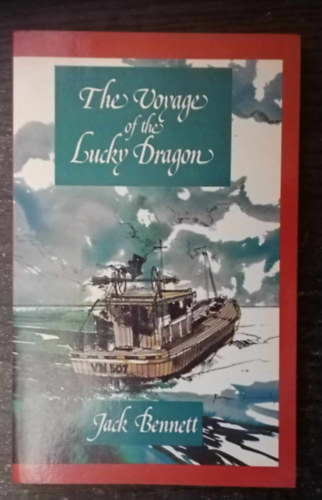 The Voyage
of the
Lucky Dragon
VN 507
Jack Bennett